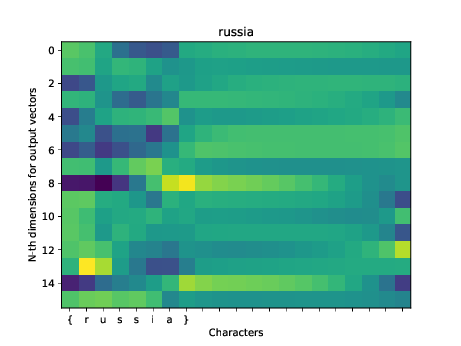 russia
0
2
4
6
8
10
12
14
N-th dimensions for output vectors
{ r u s s i a }
Characters